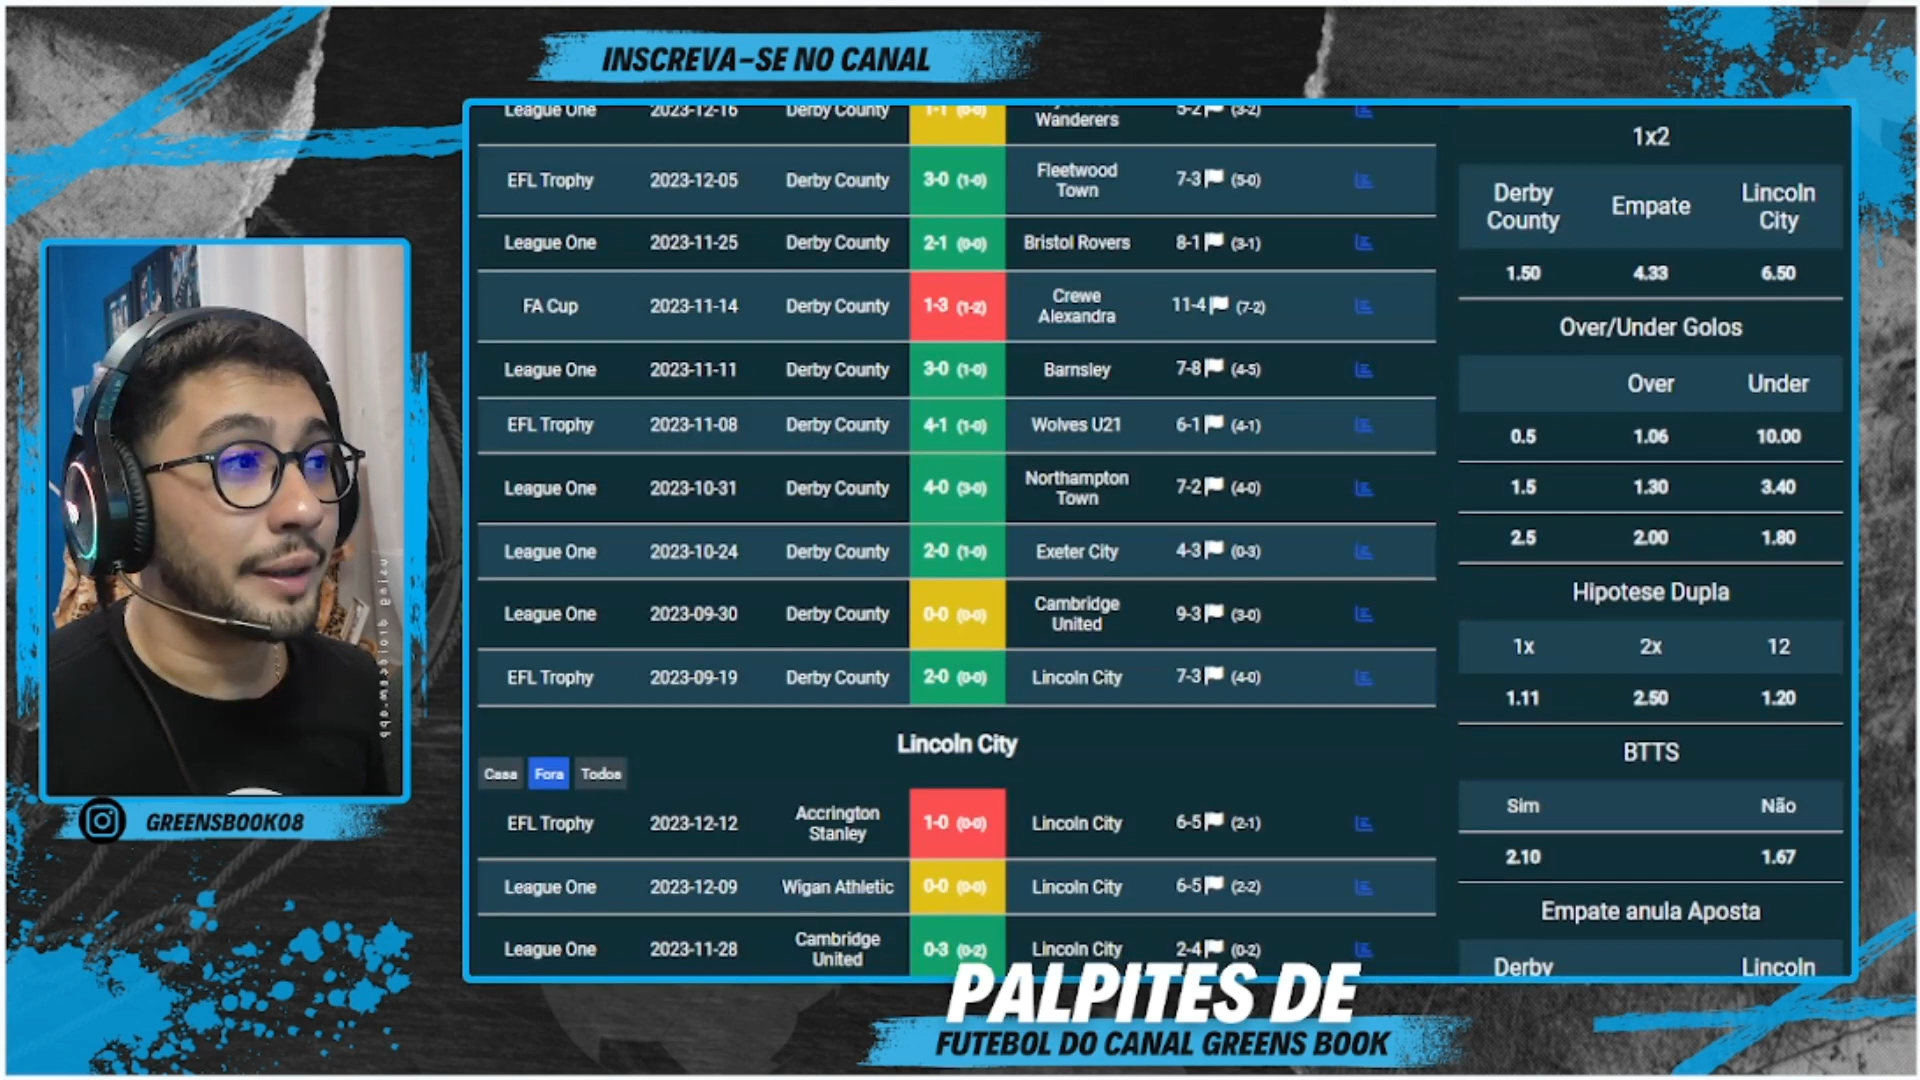 INSCREVA-SE NO CANAL
League One 2023-12-16 Derby County 1-1 (0-0) Wanderers 5-2 (3-2)
EFL Trophy 2023-12-05 Derby County 3-0 (1-0) Fleetwood Town 7-3 (5-0)
League One 2023-11-25 Derby County 2-1 (0-0) Bristol Rovers 8-1 (3-1)
FA Cup 2023-11-14 Derby County 1-3 (1-2) Crewe Alexandra 11-4 (7-2)
League One 2023-11-11 Derby County 3-0 (1-0) Barnsley 7-8 (4-5)
EFL Trophy 2023-11-08 Derby County 4-1 (1-0) Wolves U21 6-1 (4-1)
League One 2023-10-31 Derby County 4-0 (3-0) Northampton Town 7-2 (4-0)
League One 2023-10-24 Derby County 2-0 (1-0) Exeter City 4-3 (0-3)
League One 2023-09-30 Derby County 0-0 (0-0) Cambridge United 9-3 (3-0)
EFL Trophy 2023-09-19 Derby County 2-0 (0-0) Lincoln City 7-3 (4-0)
Lincoln City
Casa Fora Todos
EFL Trophy 2023-12-12 Accrington Stanley 1-0 (0-0) Lincoln City 6-5 (2-1)
League One 2023-12-09 Wigan Athletic 0-0 (0-0) Lincoln City 6-5 (2-2)
League One 2023-11-28 Cambridge United 0-3 (0-2) Lincoln City 2-4 (0-2)
1x2
Derby County Empate Lincoln City
1.50 4.33 6.50
Over/Under Golos
Over Under
0.5 1.06 10.00
1.5 1.30 3.40
2.5 2.00 1.80
Hipotese Dupla
1x 2x 12
1.11 2.50 1.20
BTTS
Sim Não
2.10 1.67
Empate anula Aposta
Derby Lincoln
GREENSBOOK08
PALPITES DE
FUTEBOL DO CANAL GREENS BOOK